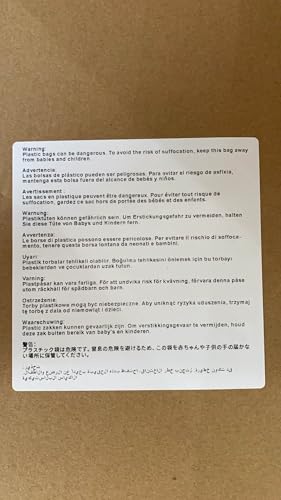 Warning:
Plastic bags can be dangerous. To avoid the risk of suffocation, keep this bag away
from babies and children.
Advertencia:
Las bolsas de plástico pueden ser peligrosas. Para evitar el riesgo de asfixia,
mantenga esta bolsa fuera del alcance de bebés y niños.
Avertissement :
Les sacs en plastique peuvent être dangereux. Pour éviter tout risque de
suffocation, gardez ce sac hors de portée des bébés et des enfants.
Warnung:
Plastiktüten können gefährlich sein. Um Erstickungsgefahr zu vermeiden, halten
Sie diese Tüte von Babys und Kindern fern.
Avvertenza:
Le borse di plastica possono essere pericolose. Per evitare il rischio di soffoca-
mento, tenere questa borsa lontana da neonati e bambini.
Uyarı:
Plastik torbalar tehlikeli olabilir. Boğulma tehlikesini önlemek için bu torbayı
bebeklerden ve çocuklardan uzak tutun.
Varning:
Plastpåsar kan vara farliga. För att undvika risk för kvävning, förvara denna påse
utom räckhåll för spädbarn och barn.
Ostrzeżenie:
Torby plastikowe mogą być niebezpieczne. Aby uniknąć ryzyka uduszenia, trzymaj
tę torbę z dala od niemowląt i dzieci.
Waarschuwing:
Plastic zakken kunnen gevaarlijk zijn. Om verstikkingsgevaar te vermijden, houd
deze zak buiten bereik van baby's en kinderen.
警告:
プラスチック袋は危険です。窒息の危険を避けるため、この袋を赤ちゃんや子供の手の届かな
い場所に保管してください。